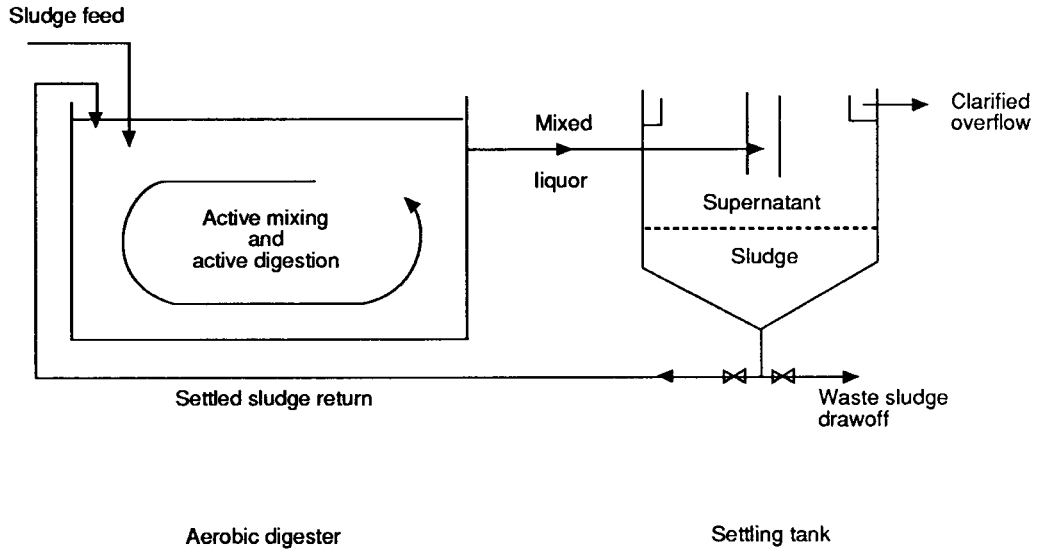 Sludge feed
Mixed
liquor
Clarified
overflow
Active mixing
and
active digestion
Supernatant
Sludge
Settled sludge return
Waste sludge
drawoff
Aerobic digester
Settling tank